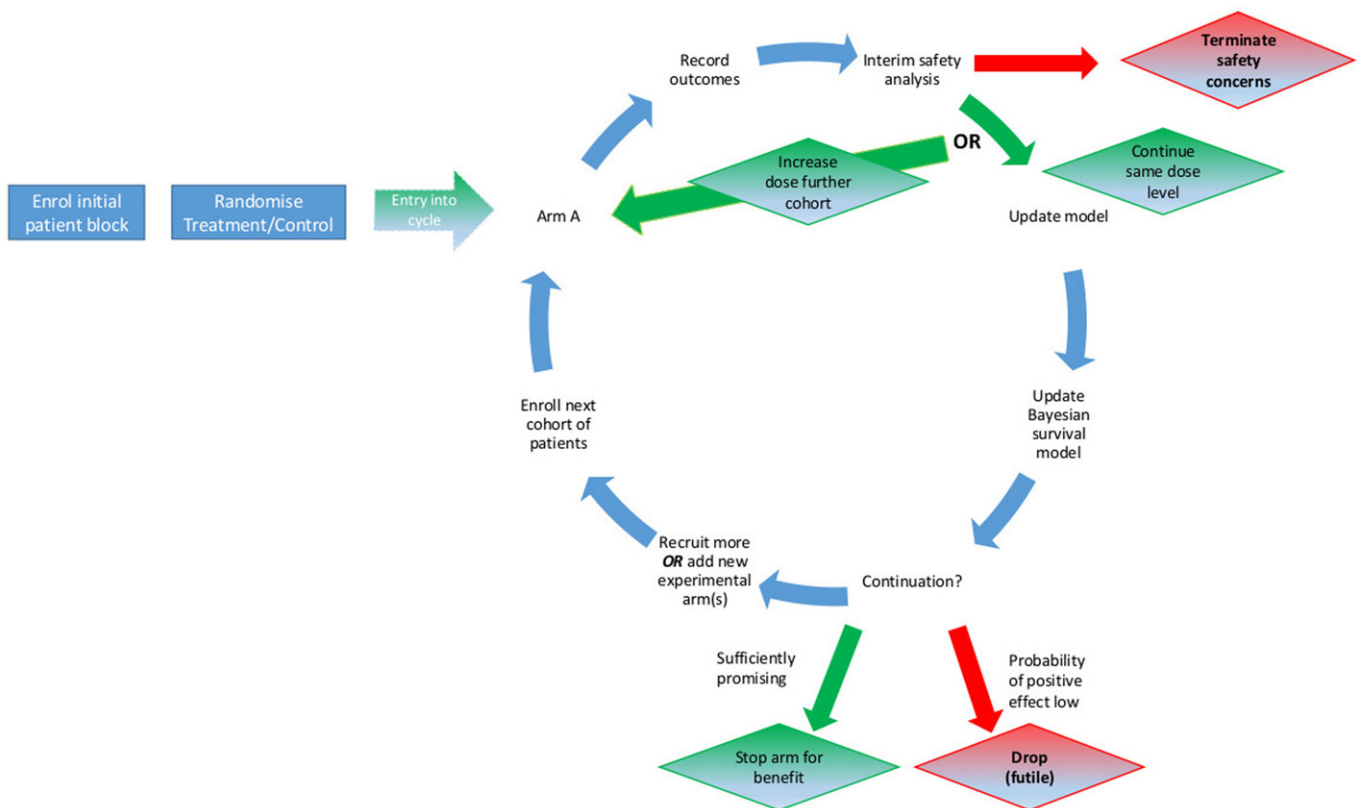 Enrol initial
patient block
Randomise
Treatment/Control
Entry into
cycle
Arm A
Record
outcomes
Interim safety
analysis
Terminate
safety
concerns
OR
Increase
dose further
cohort
Continue
same dose
level
Update model
Update
Bayesian
survival
model
Continuation?
Recruit more
OR add new
experimental
arm(s)
Enroll next
cohort of
patients
Sufficiently
promising
Stop arm for
benefit
Probability
of positive
effect low
Drop
(futile)